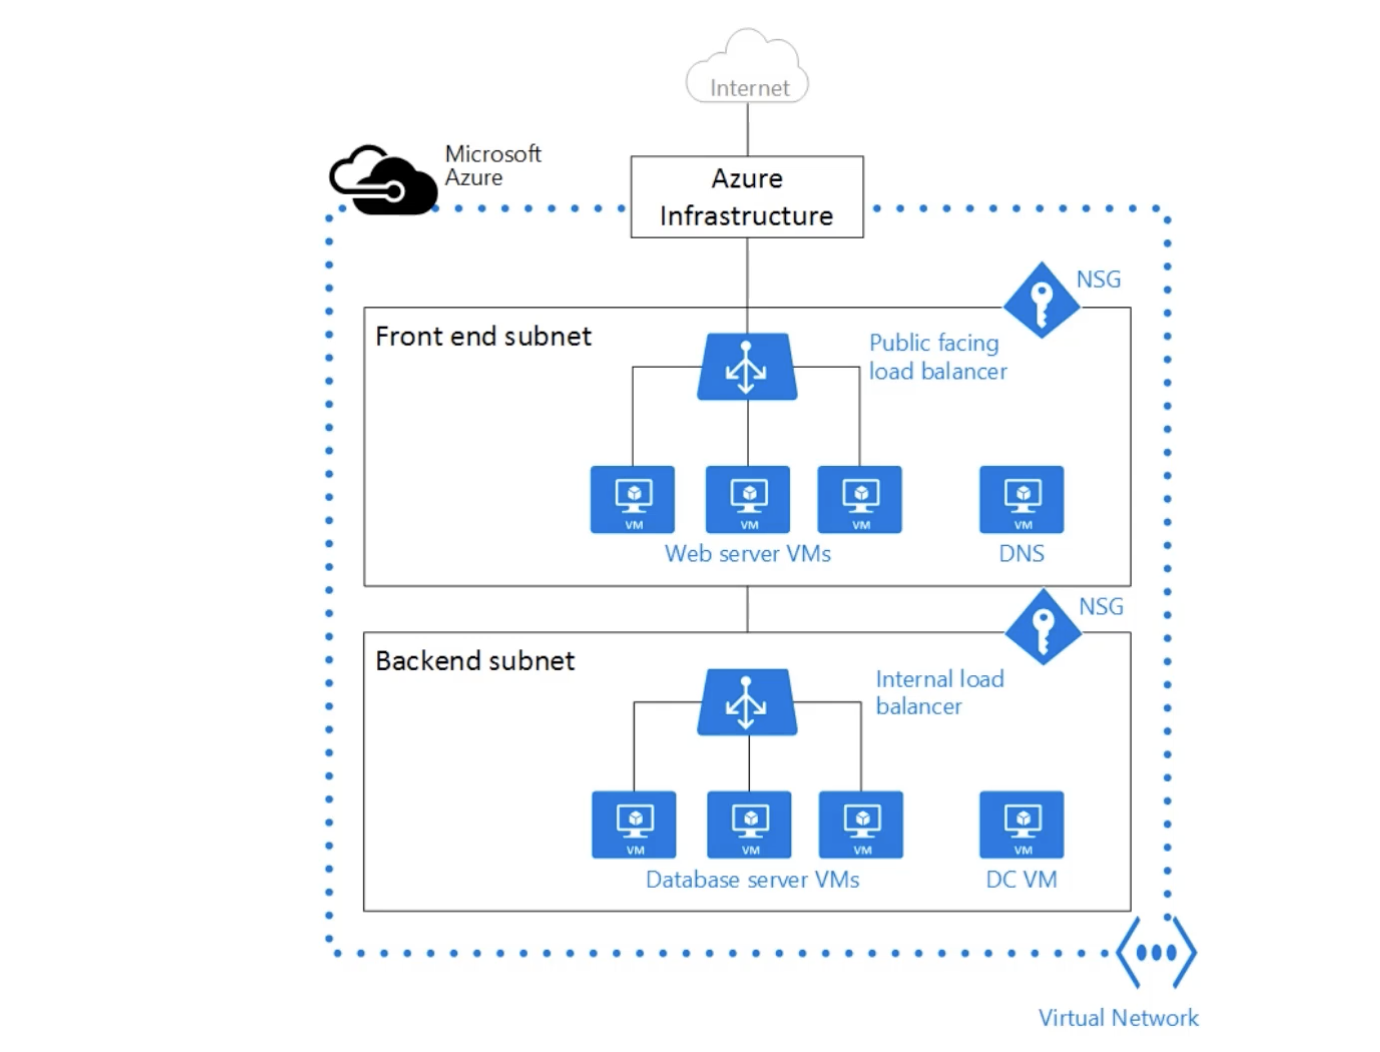 Internet
Microsoft
Azure
Azure
Infrastructure
NSG
Front end subnet
Public facing
load balancer
VM
VM
VM
VM
Web server VMs
DNS
NSG
Backend subnet
Internal load
balancer
VM
VM
VM
VM
Database server VMs
DC VM
Virtual Network